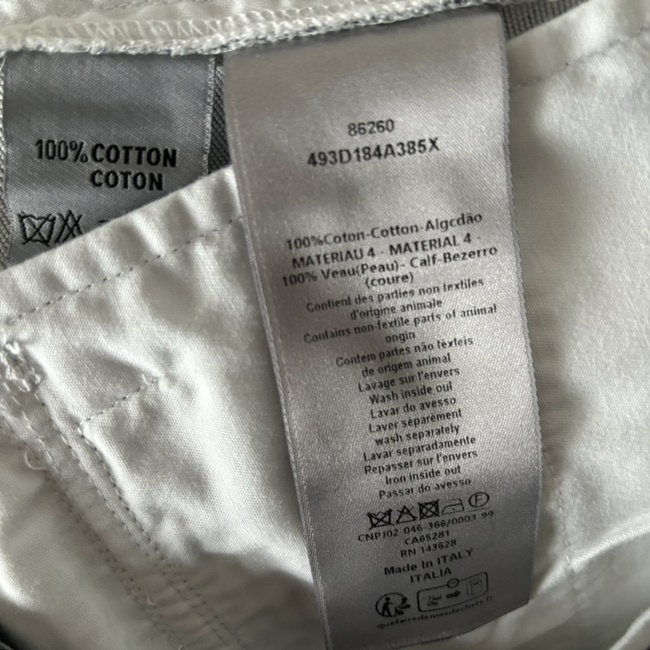 100% COTTON
COTON
86260
493D184A385X
100%Coton-Cotton-Algodão
MATERIAU 4 - MATERIAL 4 -
100% Veau(Peau)- Calf-Bezerro
(coure)
Contient des parties non textiles
d'origine animale
Contains non-textile parts of animal
origin
Contem partes não texteis
de origem animal
Lavage sur l'envers
Wash inside out
Lavar do avesso
Laver séparément
wash separately
Lavar separadamente
Repasser sur l'envers
Iron inside out
Passar do avesso
F
CNPJ02 046 366/0003 99
CA65281
RN 143628
Made In ITALY
ITALIA
quefairedemesdechets.fr